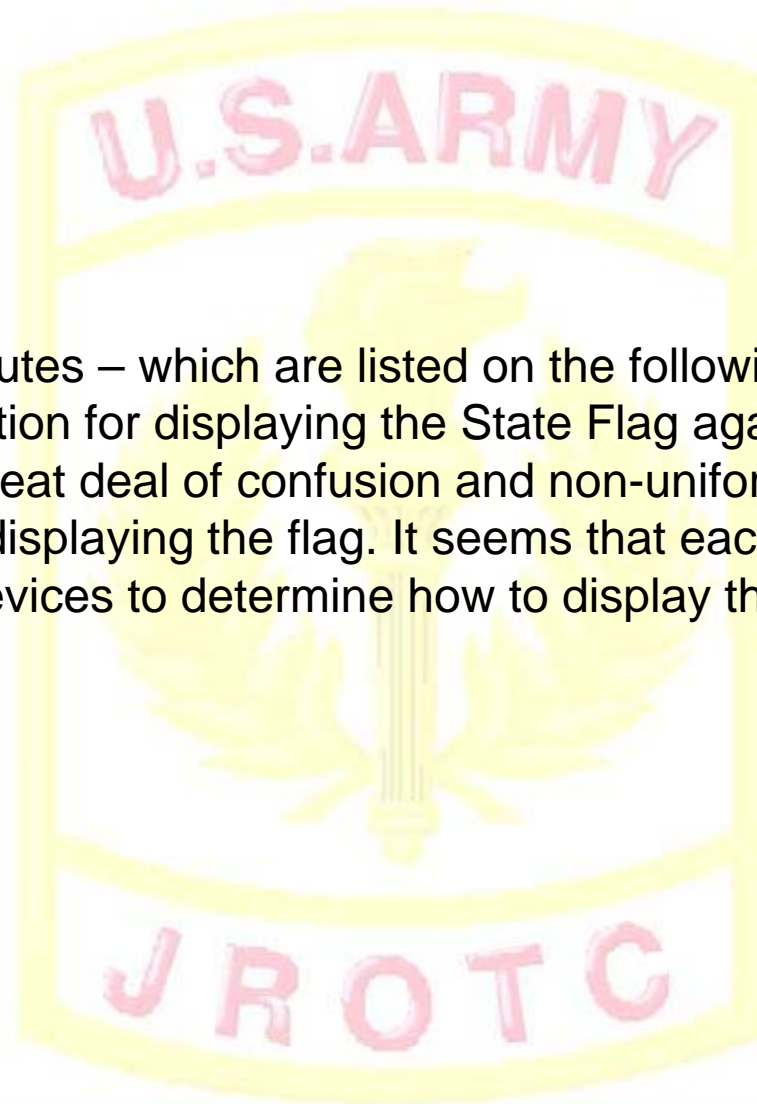 U.S.ARMY
utes – which are listed on the followi
tion for displaying the State Flag aga
eat deal of confusion and non-unifor
displaying the flag. It seems that eac
evices to determine how to display th
JROTC